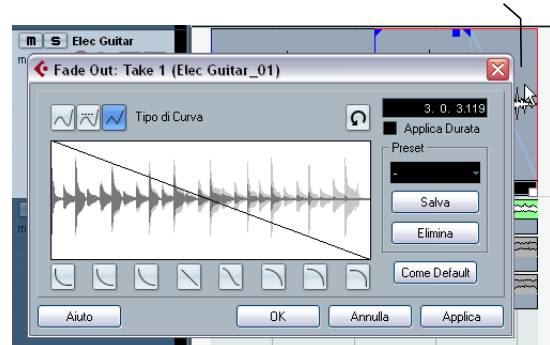 m S Elec Guitar
Fade Out: Take 1 (Elec Guitar_01)
Tipo di Curva
3. 0. 3.119
Applica Durata
Preset
-
Salva
Elimina
Come Default
Aiuto
OK
Annulla
Applica